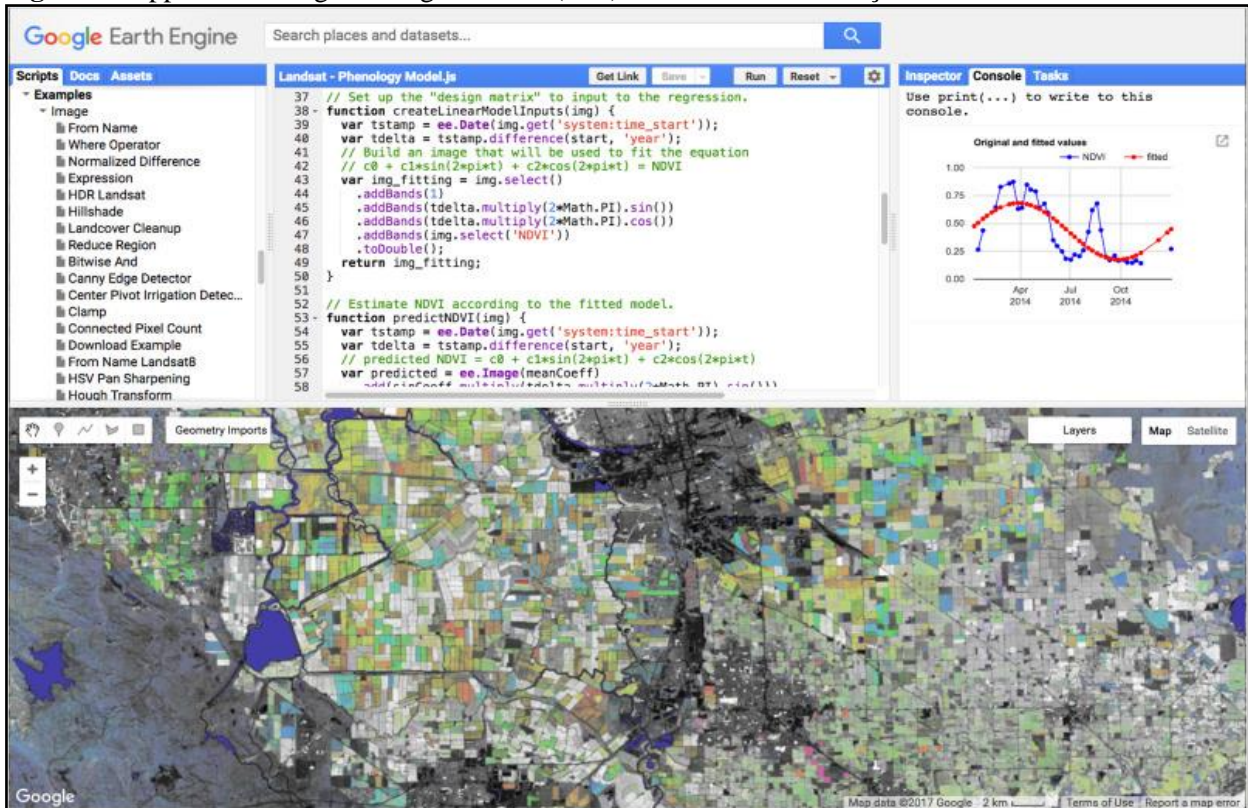 Google Earth Engine
Search places and datasets...
Scripts Docs Assets
Examples
Image
From Name
Where Operator
Normalized Difference
Expression
HDR Landsat
Hillshade
Landcover Cleanup
Reduce Region
Bitwise And
Canny Edge Detector
Center Pivot Irrigation Detec...
Clamp
Connected Pixel Count
Download Example
From Name Landsat8
HSV Pan Sharpening
Hough Transform
Landsat - Phenology Model.js Get Link Save Run Reset
37 // Set up the "design matrix" to input to the regression.
38 function createLinearModelInputs(img) {
39 var tstamp = ee.Date(img.get('system:time_start'));
40 var tdelta = tstamp.difference(start, 'year');
41 // Build an image that will be used to fit the equation
42 // c0 + c1*sin(2*pi*t) + c2*cos(2*pi*t) = NDVI
43 var img_fitting = img.select()
44 .addBands(1)
45 .addBands(tdelta.multiply(2*Math.PI).sin())
46 .addBands(tdelta.multiply(2*Math.PI).cos())
47 .addBands(img.select('NDVI'))
48 .toDouble();
49 return img_fitting;
50 }
51
52 // Estimate NDVI according to the fitted model.
53 function predictNDVI(img) {
54 var tstamp = ee.Date(img.get('system:time_start'));
55 var tdelta = tstamp.difference(start, 'year');
56 // predicted NDVI = c0 + c1*sin(2*pi*t) + c2*cos(2*pi*t)
57 var predicted = ee.Image(meanCoeff)
58 .add(sinCoeff.multiply(tdelta.multiply(2*Math.PI).sin()))
Inspector Console Tasks
Use print(...) to write to this
console.
Original and fitted values
NDVI fitted
1.00
0.75
0.50
0.25
0.00
Apr 2014
Jul 2014
Oct 2014
Geometry Imports
Layers Map Satellite
+
−
Google
Map data ©2017 Google 2 km Terms of Use Report a map error